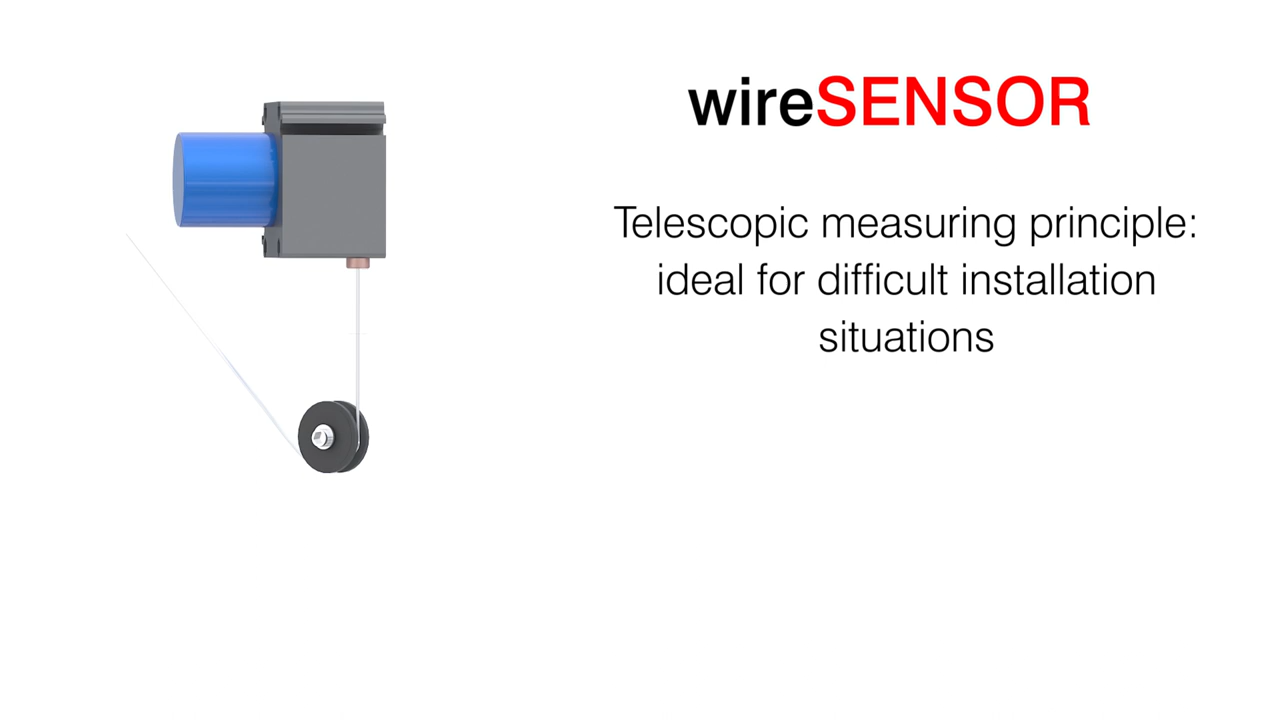 wireSENSOR
Telescopic measuring principle:
ideal for difficult installation
situations